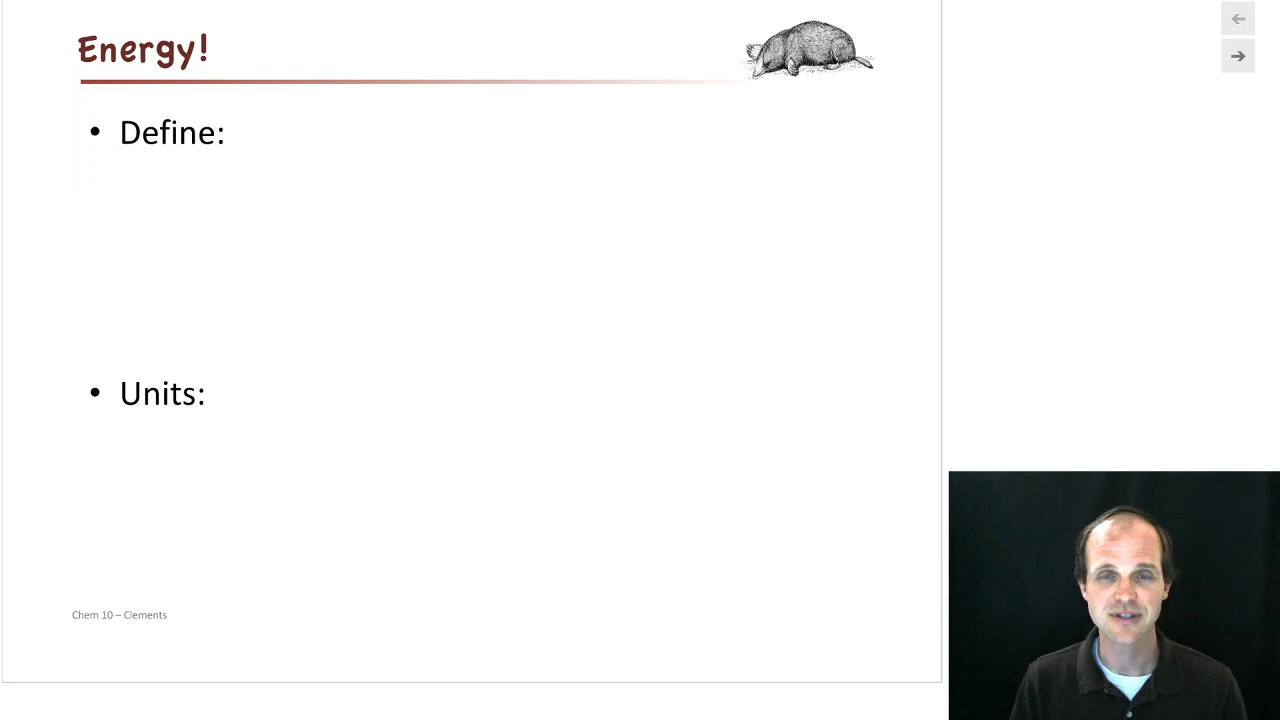 Energy!
• Define:
• Units:
Chem 10 – Clements